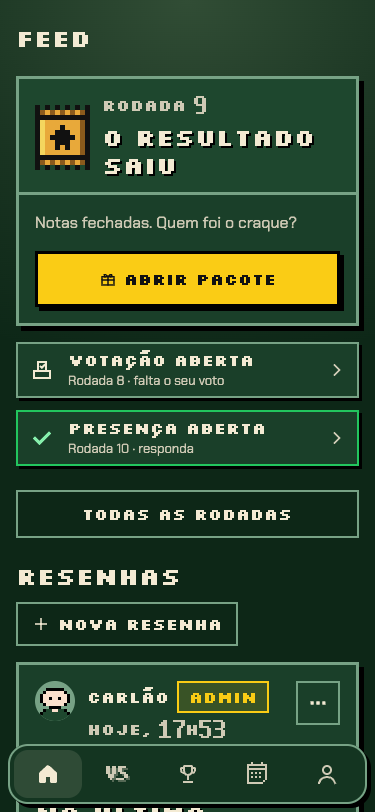 FEED
RODADA 9
O RESULTADO
SAIU
Notas fechadas. Quem foi o craque?
ABRIR PACOTE
VOTAÇÃO ABERTA
Rodada 8 · falta o seu voto
PRESENÇA ABERTA
Rodada 10 · responda
TODAS AS RODADAS
RESENHAS
+ NOVA RESENHA
CARLÃO ADMIN
HOJE, 17H53
VS